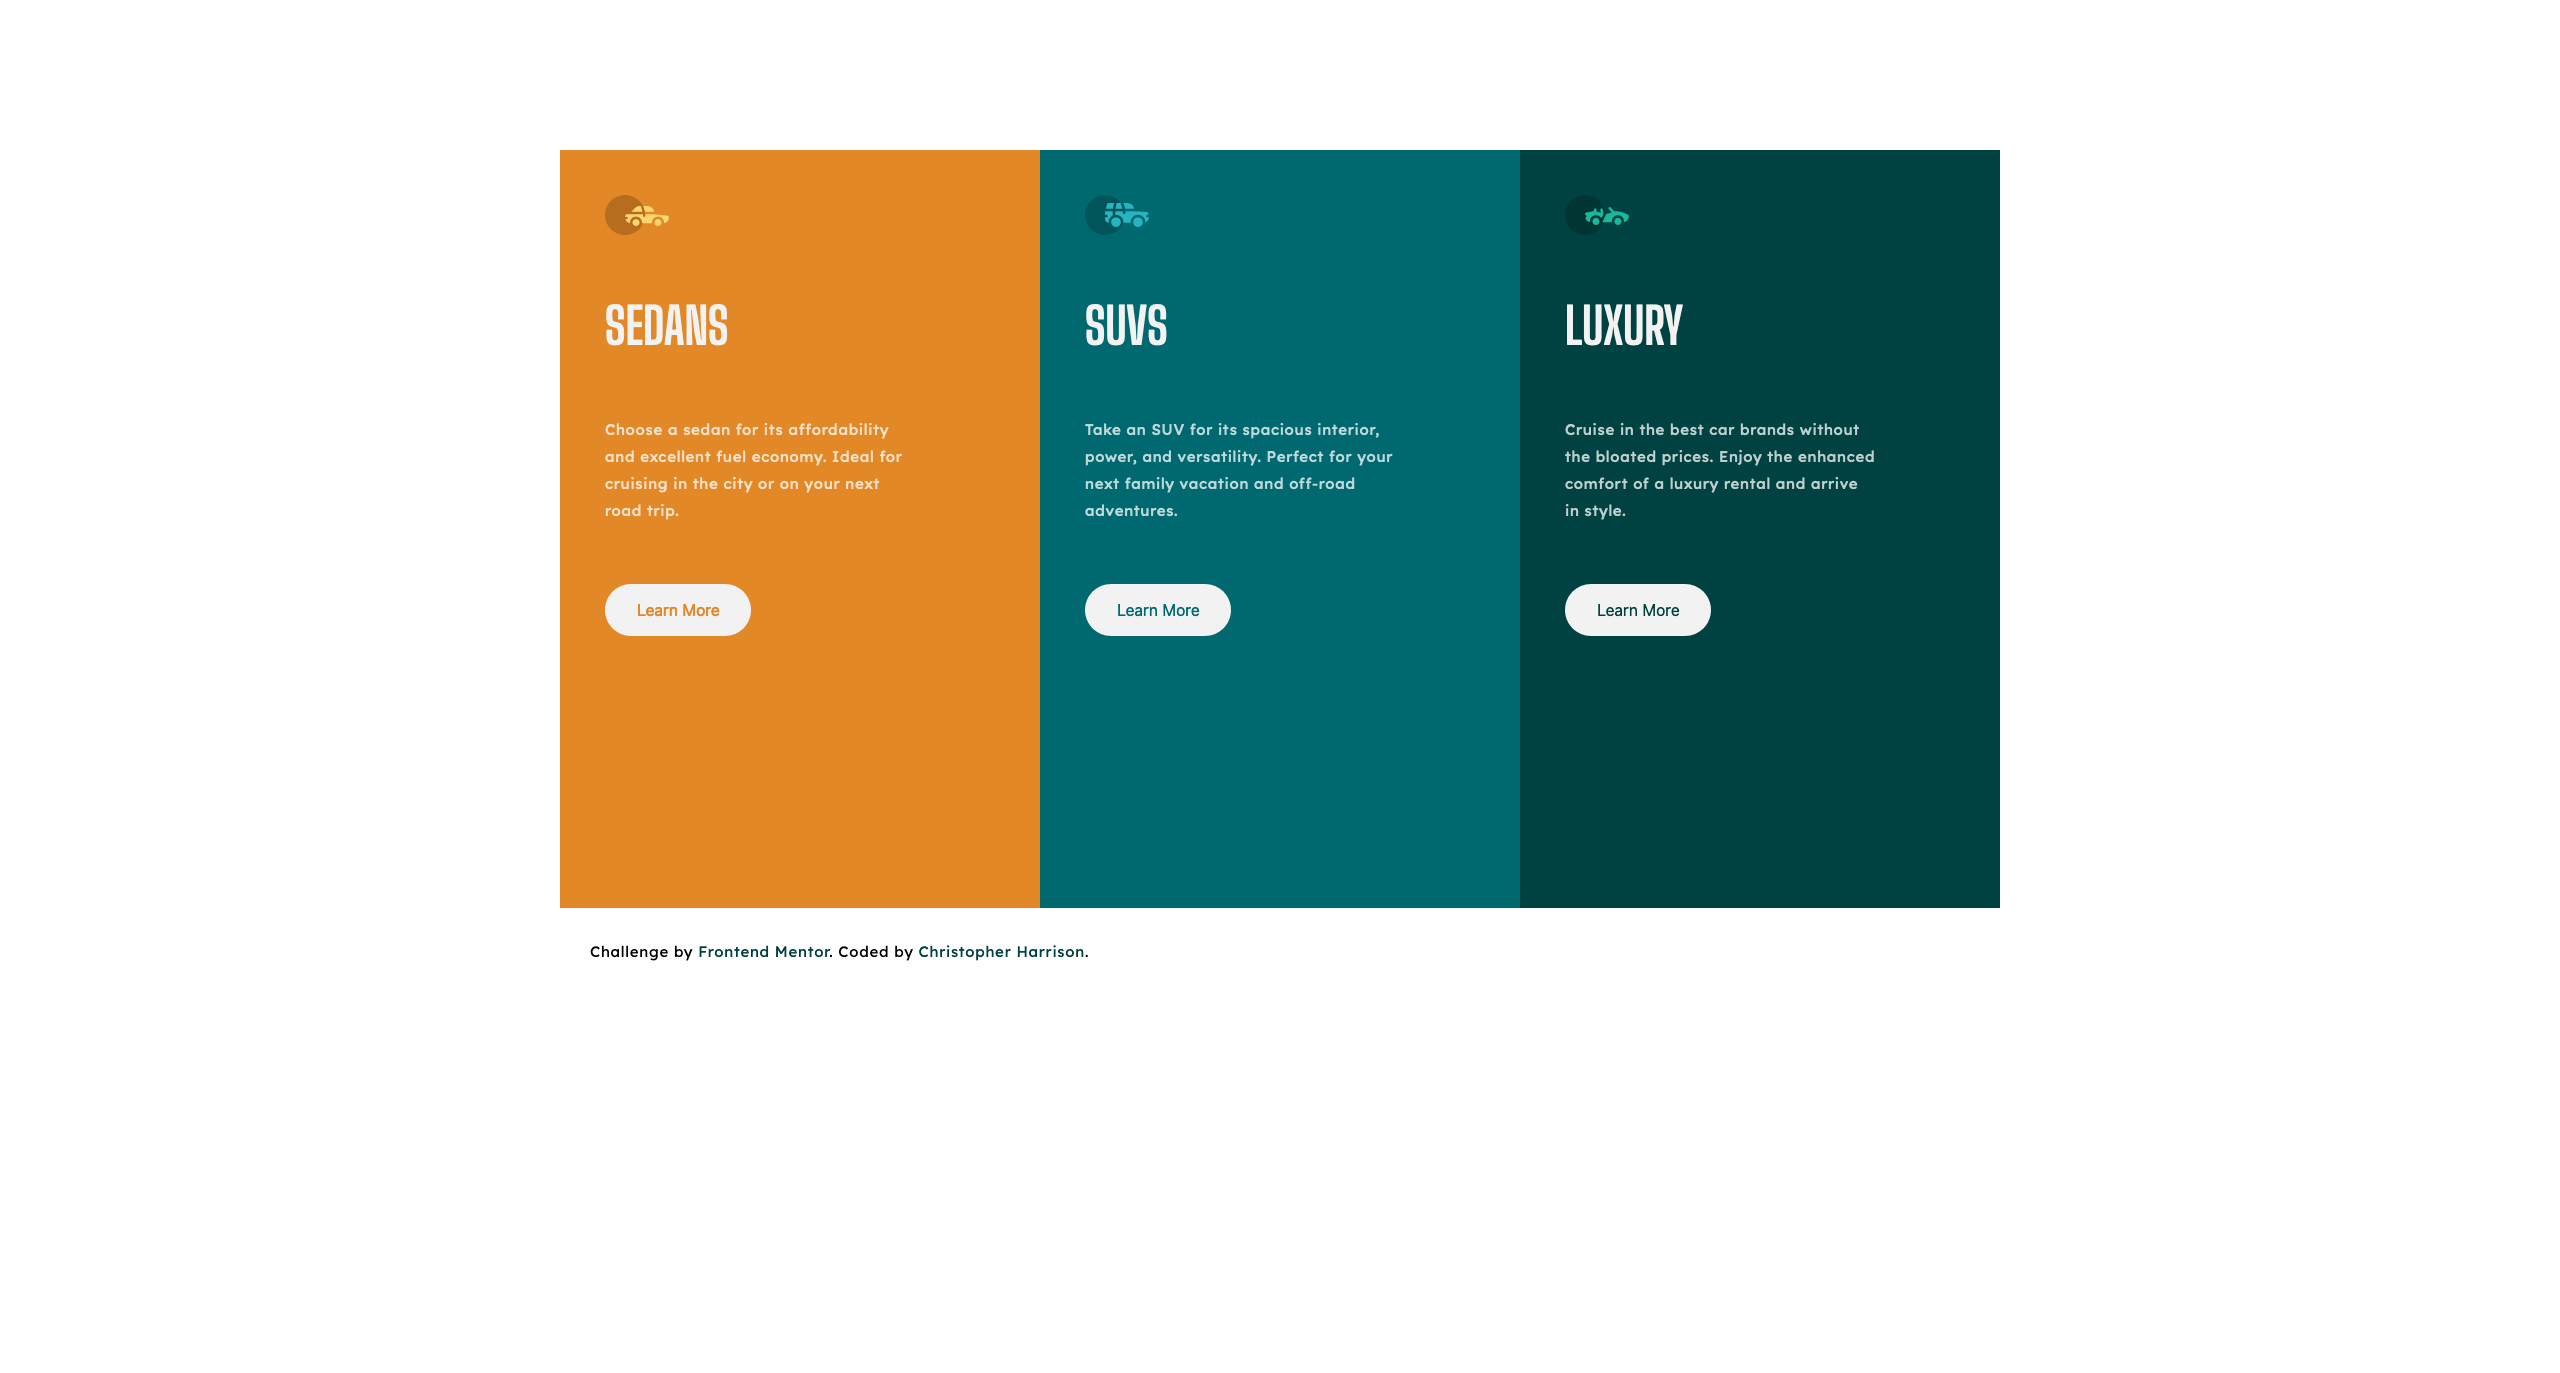 SEDANS
Choose a sedan for its affordability
and excellent fuel economy. Ideal for
cruising in the city or on your next
road trip.
Learn More
SUVS
Take an SUV for its spacious interior,
power, and versatility. Perfect for your
next family vacation and off-road
adventures.
Learn More
LUXURY
Cruise in the best car brands without
the bloated prices. Enjoy the enhanced
comfort of a luxury rental and arrive
in style.
Learn More
Challenge by Frontend Mentor. Coded by Christopher Harrison.